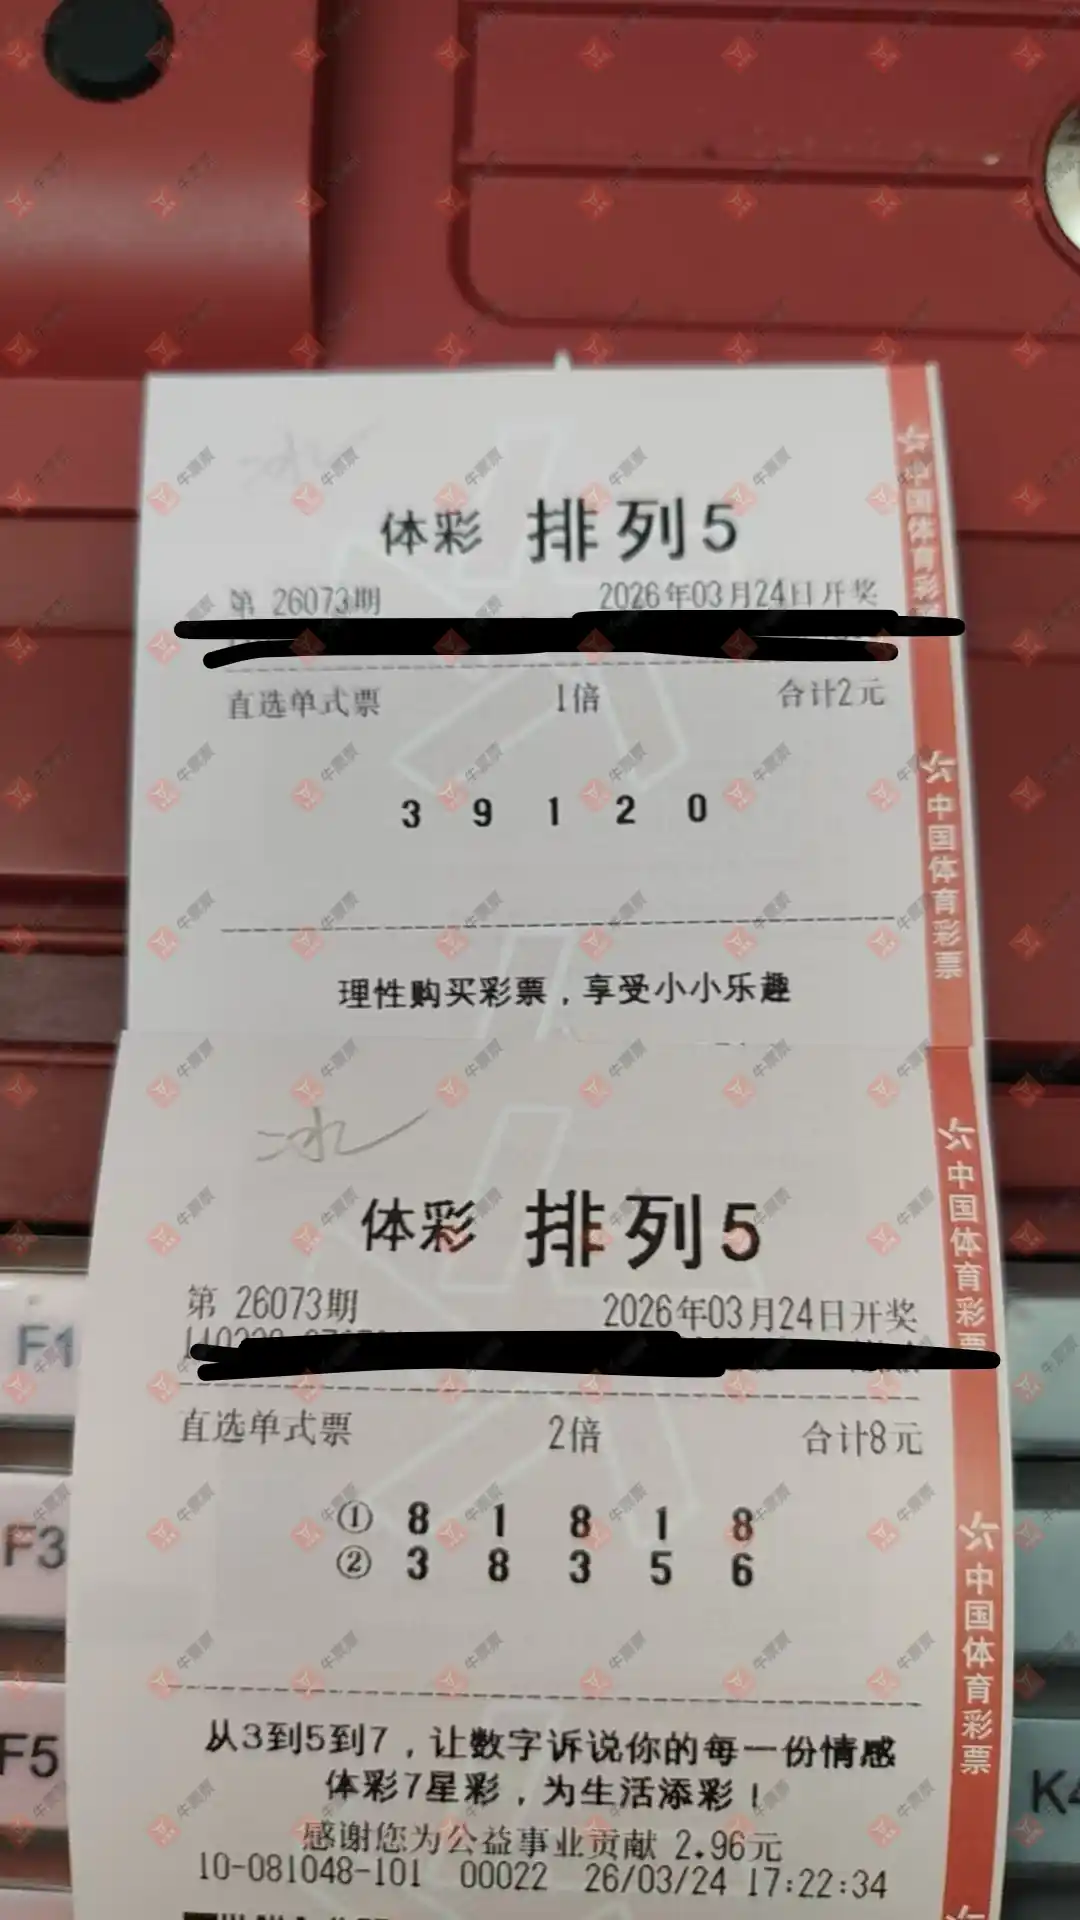 冰
体彩 排列5
第 26073期 2026年03月24日开奖
直选单式票 1倍 合计2元
3 9 1 2 0
理性购买彩票，享受小小乐趣
中国体育彩票
中国体育彩票
冰
体彩 排列5
第 26073期 2026年03月24日开奖
直选单式票 2倍 合计8元
① 8 1 8 1 8
② 3 8 3 5 6
从3到5到7，让数字诉说你的每一份情感
体彩7星彩，为生活添彩！
感谢您为公益事业贡献 2.96元
10-081048-101 00022 26/03/24 17:22:34
中国体育彩票
中国体育彩票
F1
F3
F5
K4
牛票票